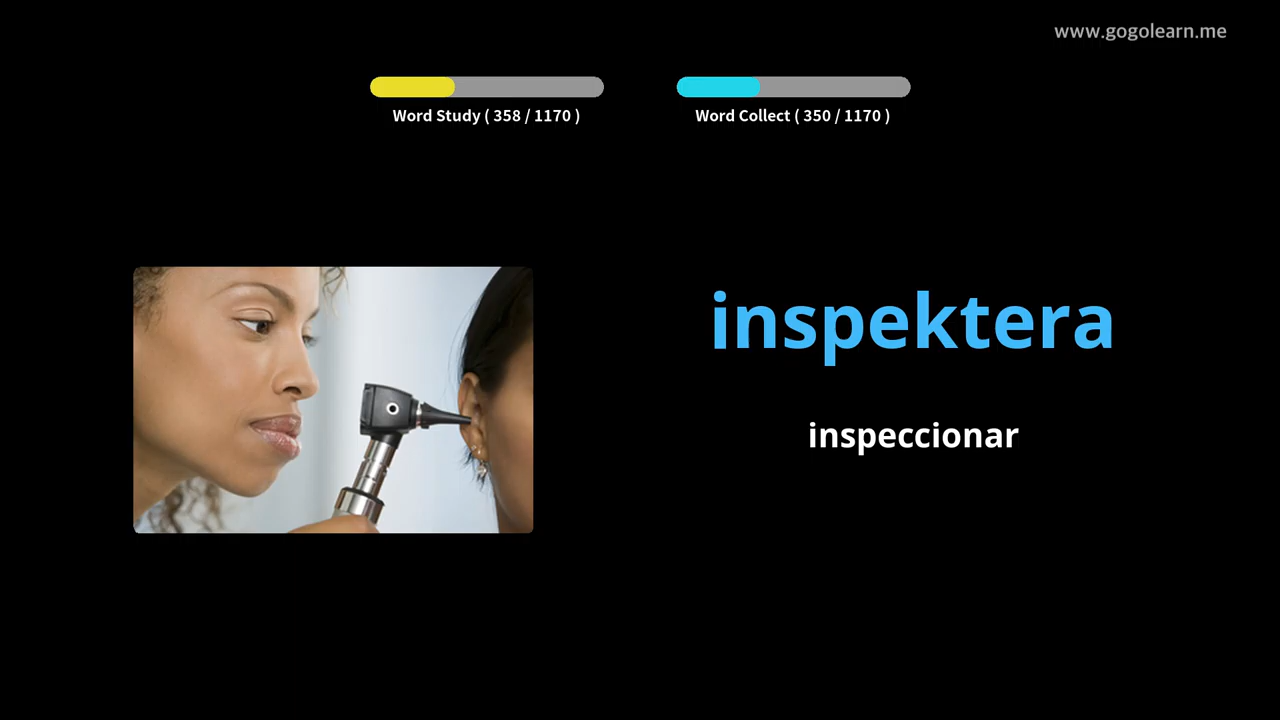 www.gogolearn.me
Word Study ( 358 / 1170 )
Word Collect ( 350 / 1170 )
inspektera
inspeccionar